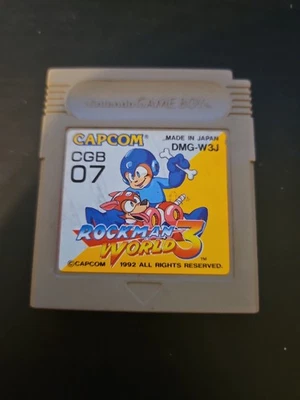 Nintendo GAME BOY
CAPCOM
MADE IN JAPAN
CGB
DMG-W3J
07
ROCKMAN
WORLD 3
TM
©CAPCOM 1992 ALL RIGHTS RESERVED.